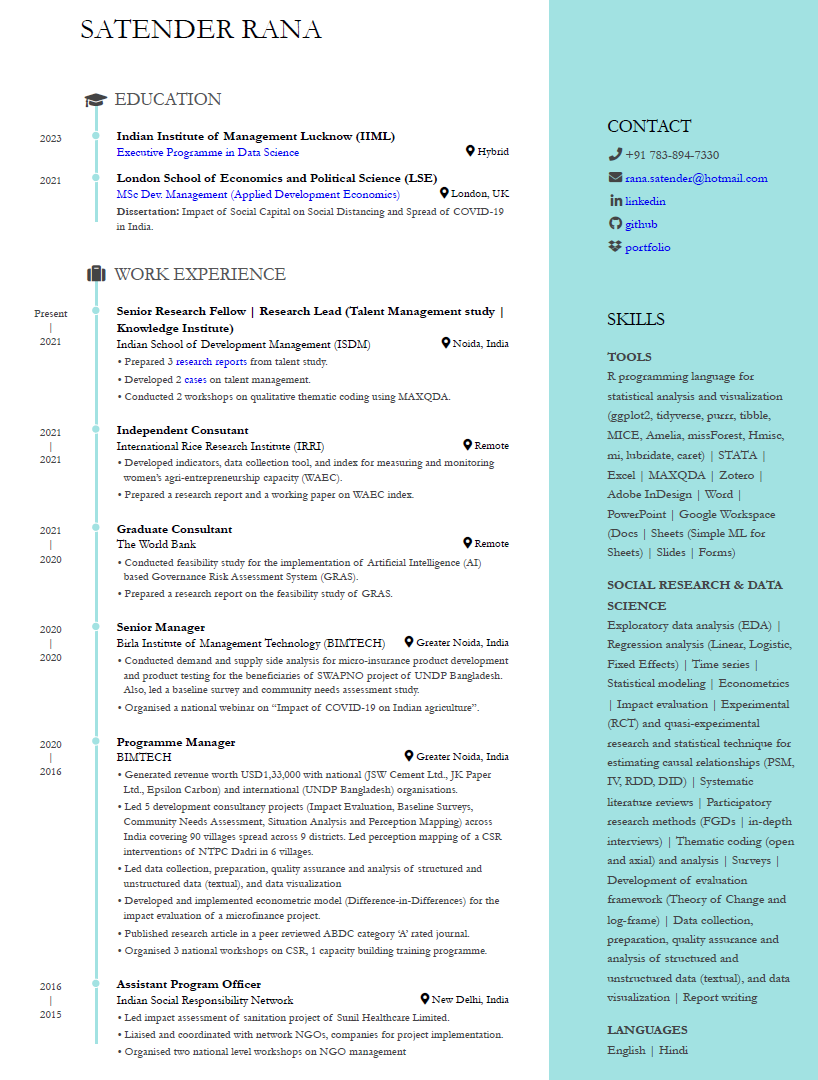 SATENDER RANA
EDUCATION
2023
Indian Institute of Management Lucknow (IIML)
Executive Programme in Data Science
Hybrid
2021
London School of Economics and Political Science (LSE)
MSc Dev. Management (Applied Development Economics)
London, UK
Dissertation: Impact of Social Capital on Social Distancing and Spread of COVID-19
in India.
WORK EXPERIENCE
Present
|
2021
Senior Research Fellow | Research Lead (Talent Management study |
Knowledge Institute)
Indian School of Development Management (ISDM)
Noida, India
• Prepared 3 research reports from talent study.
• Developed 2 cases on talent management.
• Conducted 2 workshops on qualitative thematic coding using MAXQDA.
2021
|
2021
Independent Consutant
International Rice Research Institute (IRRI)
Remote
• Developed indicators, data collection tool, and index for measuring and monitoring
women's agri-entrepreneurship capacity (WAEC).
• Prepared a research report and a working paper on WAEC index.
2021
|
2020
Graduate Consultant
The World Bank
Remote
• Conducted feasibility study for the implementation of Artificial Intelligence (AI)
based Governance Risk Assessment System (GRAS).
• Prepared a research report on the feasibility study of GRAS.
2020
|
2020
Senior Manager
Birla Institute of Management Technology (BIMTECH)
Greater Noida, India
• Conducted demand and supply side analysis for micro-insurance product development
and product testing for the beneficiaries of SWAPNO project of UNDP Bangladesh.
Also, led a baseline survey and community needs assessment study.
• Organised a national webinar on “Impact of COVID-19 on Indian agriculture”.
2020
|
2016
Programme Manager
BIMTECH
Greater Noida, India
• Generated revenue worth USD1,33,000 with national (JSW Cement Ltd., JK Paper
Ltd., Epsilon Carbon) and international (UNDP Bangladesh) organisations.
• Led 5 development consultancy projects (Impact Evaluation, Baseline Surveys,
Community Needs Assessment, Situation Analysis and Perception Mapping) across
India covering 90 villages spread across 9 districts. Led perception mapping of a CSR
interventions of NTPC Dadri in 6 villages.
• Led data collection, preparation, quality assurance and analysis of structured and
unstructured data (textual), and data visualization
• Developed and implemented econometric model (Difference-in-Differences) for the
impact evaluation of a microfinance project.
• Published research article in a peer reviewed ABDC category ‘A’ rated journal.
• Organised 3 national workshops on CSR, 1 capacity building training programme.
2016
|
2015
Assistant Program Officer
Indian Social Responsibility Network
New Delhi, India
• Led impact assessment of sanitation project of Sunil Healthcare Limited.
• Liaised and coordinated with network NGOs, companies for project implementation.
• Organised two national level workshops on NGO management
CONTACT
+91 783-894-7330
rana.satender@hotmail.com
linkedin
github
portfolio
SKILLS
TOOLS
R programming language for
statistical analysis and visualization
(ggplot2, tidyverse, purrr, tibble,
MICE, Amelia, missForest, Hmisc,
mi, lubridate, caret) | STATA |
Excel | MAXQDA | Zotero |
Adobe InDesign | Word |
PowerPoint | Google Workspace
(Docs | Sheets (Simple ML for
Sheets) | Slides | Forms)
SOCIAL RESEARCH & DATA
SCIENCE
Exploratory data analysis (EDA) |
Regression analysis (Linear, Logistic,
Fixed Effects) | Time series |
Statistical modeling | Econometrics
| Impact evaluation | Experimental
(RCT) and quasi-experimental
research and statistical technique for
estimating causal relationships (PSM,
IV, RDD, DID) | Systematic
literature reviews | Participatory
research methods (FGDs | in-depth
interviews) | Thematic coding (open
and axial) and analysis | Surveys |
Development of evaluation
framework (Theory of Change and
log-frame) | Data collection,
preparation, quality assurance and
analysis of structured and
unstructured data (textual), and data
visualization | Report writing
LANGUAGES
English | Hindi